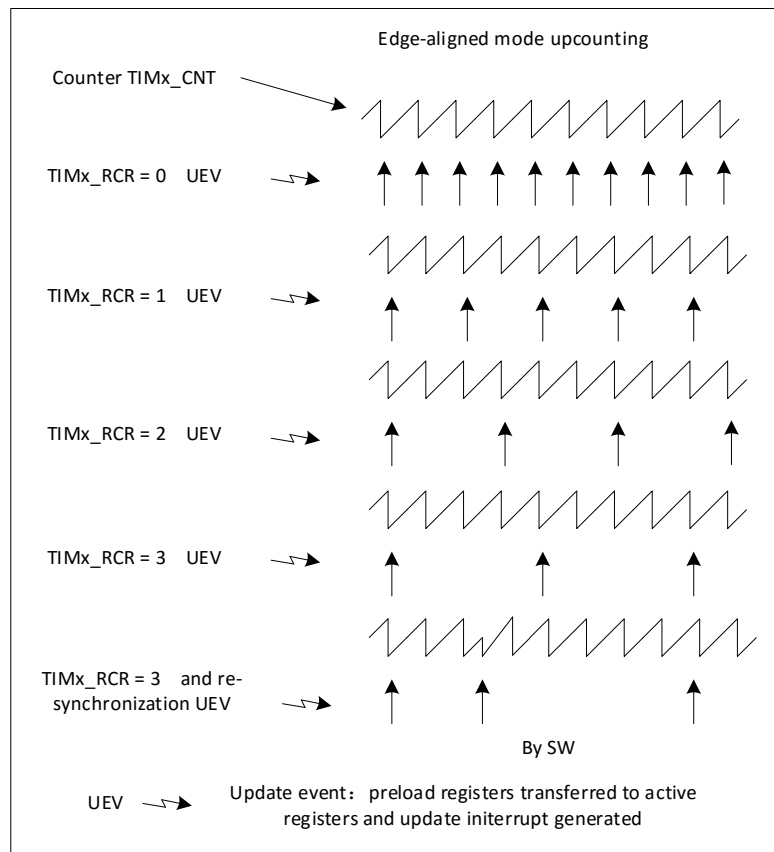 Edge-aligned mode upcounting
Counter TIMx_CNT
TIMx_RCR = 0 UEV
TIMx_RCR = 1 UEV
TIMx_RCR = 2 UEV
TIMx_RCR = 3 UEV
TIMx_RCR = 3 and re-
synchronization UEV
By SW
UEV
Update event：preload registers transferred to active
registers and update initerrupt generated